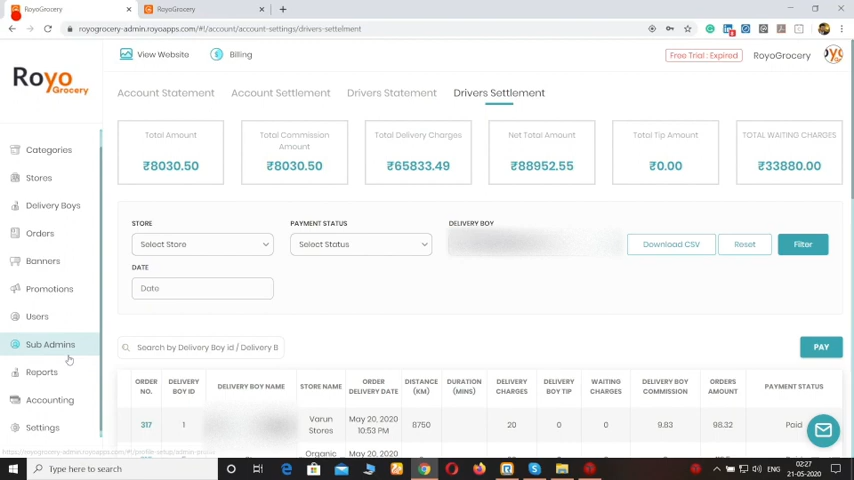 RoyoGrocery
RoyoGrocery
royogrocery-admin.royoapps.com/#!/account/account-settings/drivers-settelment
Royo
Grocery
View Website
Billing
Free Trial : Expired
RoyoGrocery
Account Statement
Account Settlement
Drivers Statement
Drivers Settlement
Categories
Stores
Delivery Boys
Orders
Banners
Promotions
Users
Sub Admins
Reports
Accounting
Settings
Total Amount
₹8030.50
Total Commission
Amount
₹8030.50
Total Delivery Charges
₹65833.49
Net Total Amount
₹88952.55
Total Tip Amount
₹0.00
TOTAL WAITING CHARGES
₹33880.00
STORE
Select Store
PAYMENT STATUS
Select Status
DELIVERY BOY
Download CSV
Reset
Filter
DATE
Date
Search by Delivery Boy id / Delivery B
PAY
ORDER
NO.
DELIVERY
BOY ID
DELIVERY BOY NAME
STORE NAME
ORDER
DELIVERY DATE
DISTANCE
(KM)
DURATION
(MINS)
DELIVERY
CHARGES
DELIVERY
BOY TIP
WAITING
CHARGES
DELIVERY BOY
COMMISSION
ORDERS
AMOUNT
PAYMENT STATUS
317
1
Varun
Stores
May 20, 2020
10:53 PM
8750
20
0
0
9.83
98.32
Paid
Organic
May 20, 2020
Type here to search
ENG
02:27
21-05-2020